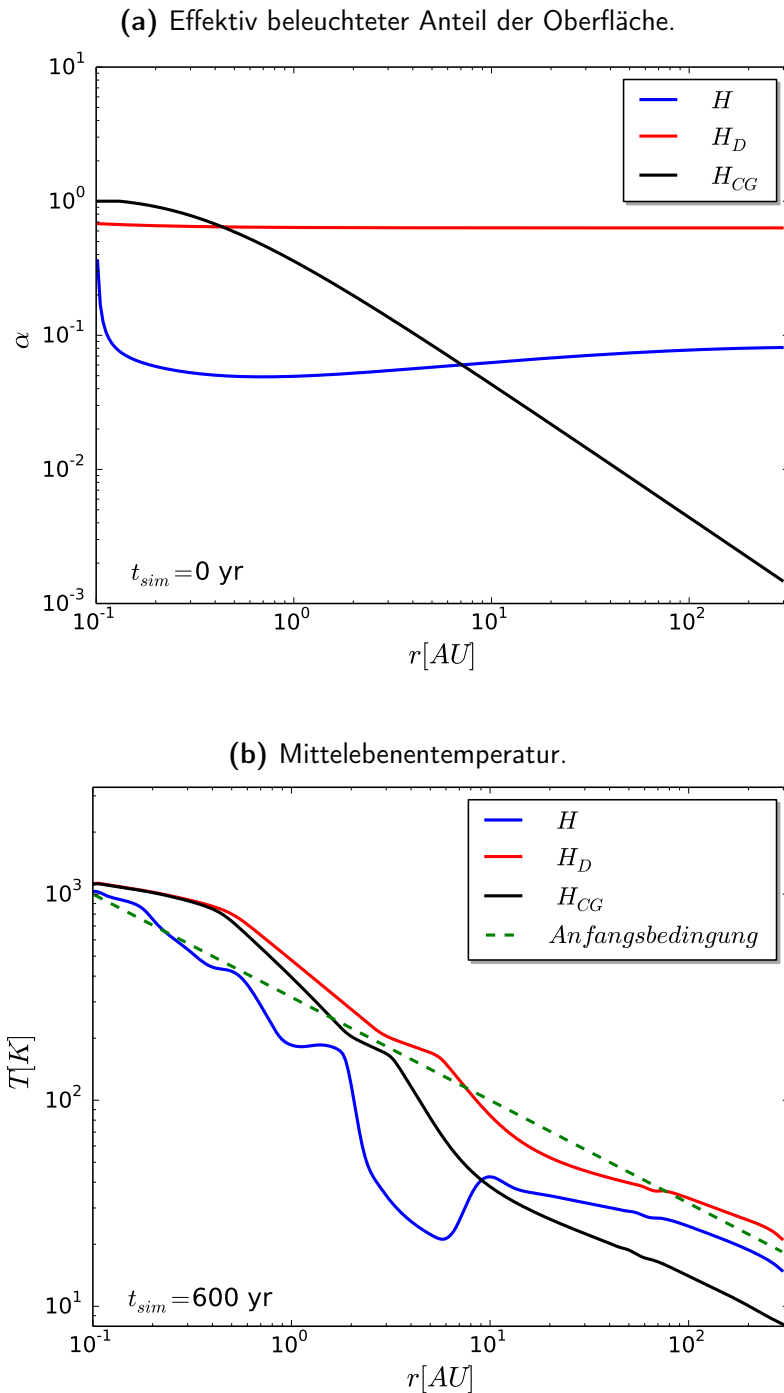 (a) Effektiv beleuchteter Anteil der Oberfläche.
10^1
10^0
10^-1
10^-2
10^-3
α
H
H_D
H_CG
t_sim=0 yr
10^-1 10^0 10^1 10^2
r[AU]
(b) Mittelebenentemperatur.
10^3
10^2
10^1
T[K]
H
H_D
H_CG
Anfangsbedingung
t_sim=600 yr
10^-1 10^0 10^1 10^2
r[AU]